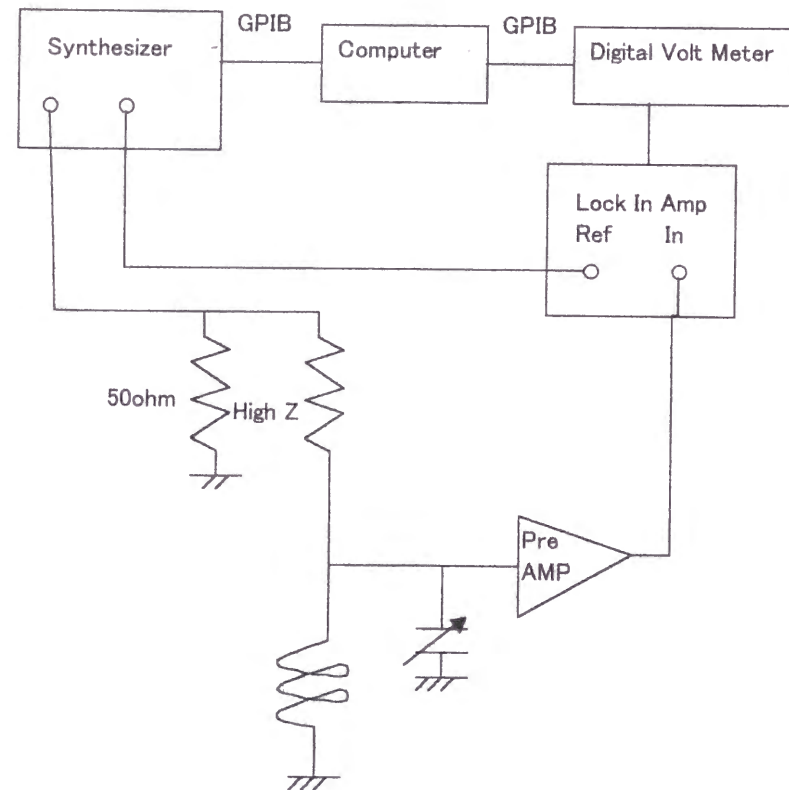 GPIB
GPIB
Synthesizer
Computer
Digital Volt Meter
Lock In Amp
Ref In
50ohm
High Z
Pre
AMP